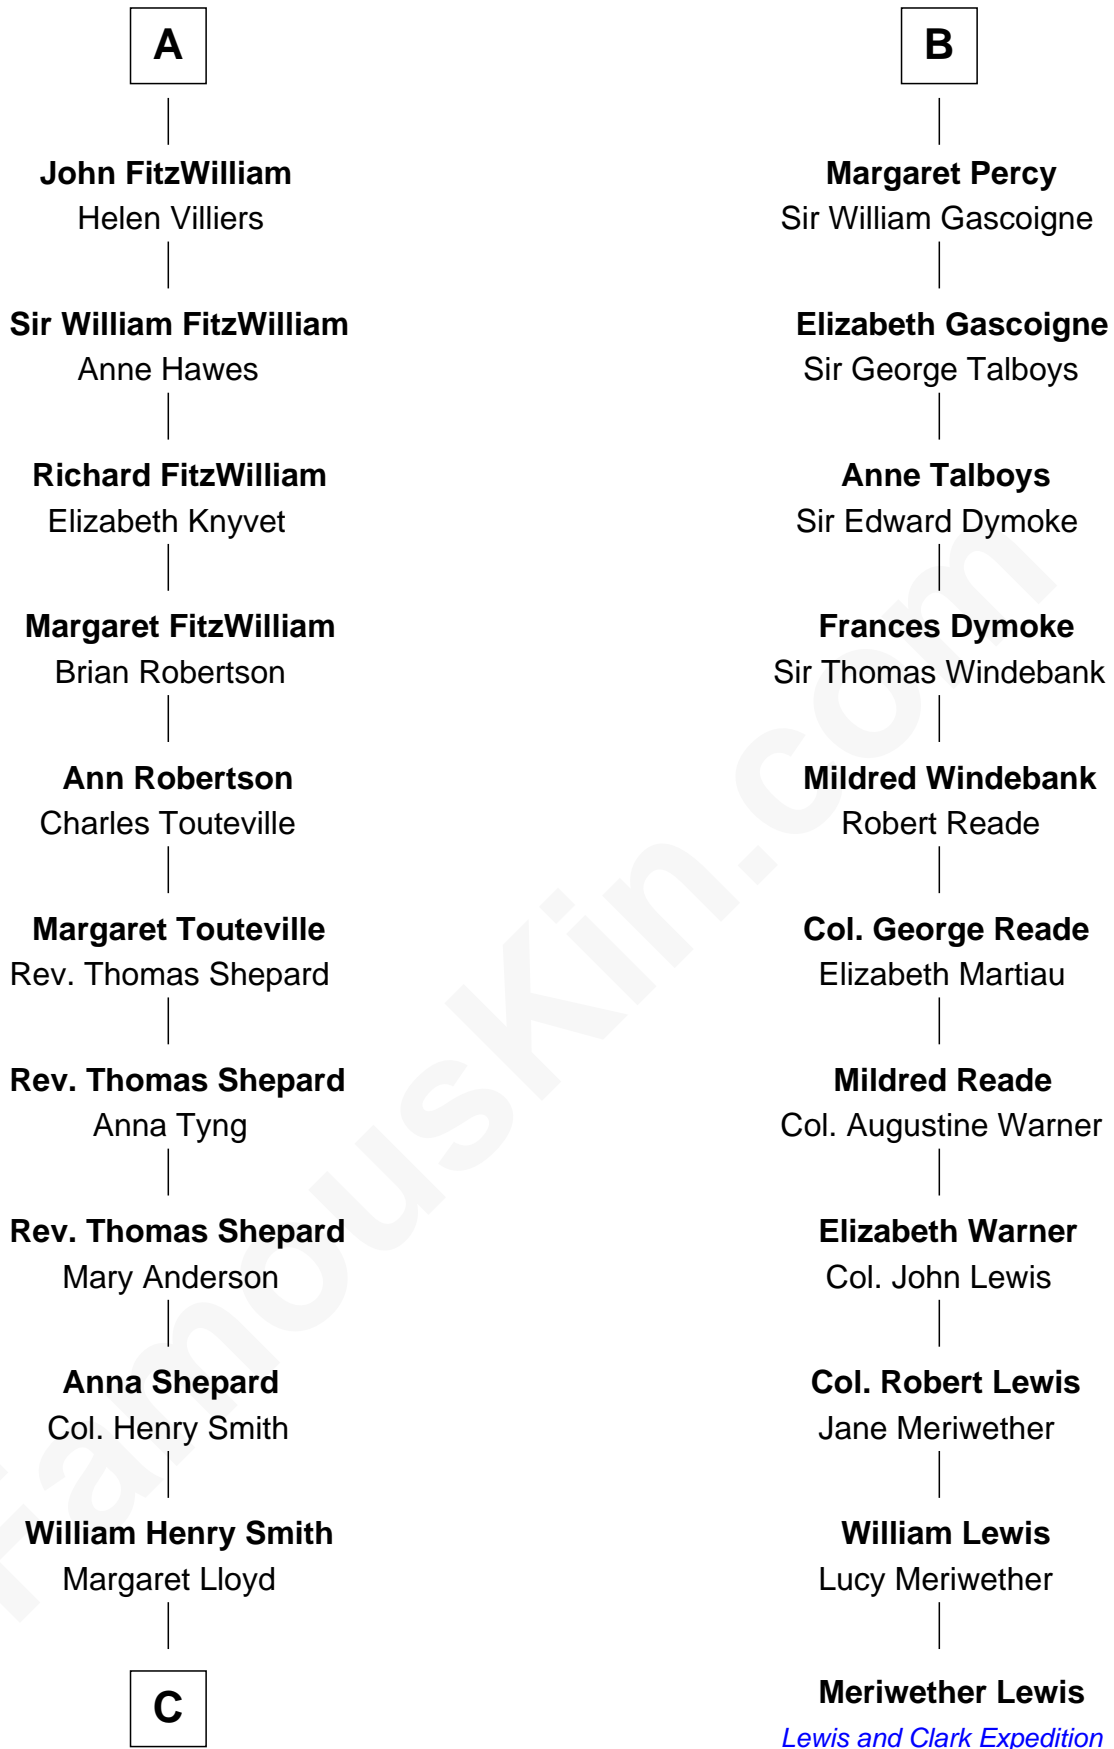 A
John FitzWilliam
Helen Villiers
Sir William FitzWilliam
Anne Hawes
Richard FitzWilliam
Elizabeth Knyvet
Margaret FitzWilliam
Brian Robertson
Ann Robertson
Charles Touteville
Margaret Touteville
Rev. Thomas Shepard
Rev. Thomas Shepard
Anna Tyng
Rev. Thomas Shepard
Mary Anderson
Anna Shepard
Col. Henry Smith
William Henry Smith
Margaret Lloyd
C
B
Margaret Percy
Sir William Gascoigne
Elizabeth Gascoigne
Sir George Talboys
Anne Talboys
Sir Edward Dymoke
Frances Dymoke
Sir Thomas Windebank
Mildred Windebank
Robert Reade
Col. George Reade
Elizabeth Martiau
Mildred Reade
Col. Augustine Warner
Elizabeth Warner
Col. John Lewis
Col. Robert Lewis
Jane Meriwether
William Lewis
Lucy Meriwether
Meriwether Lewis
Lewis and Clark Expedition
FamousKin.com